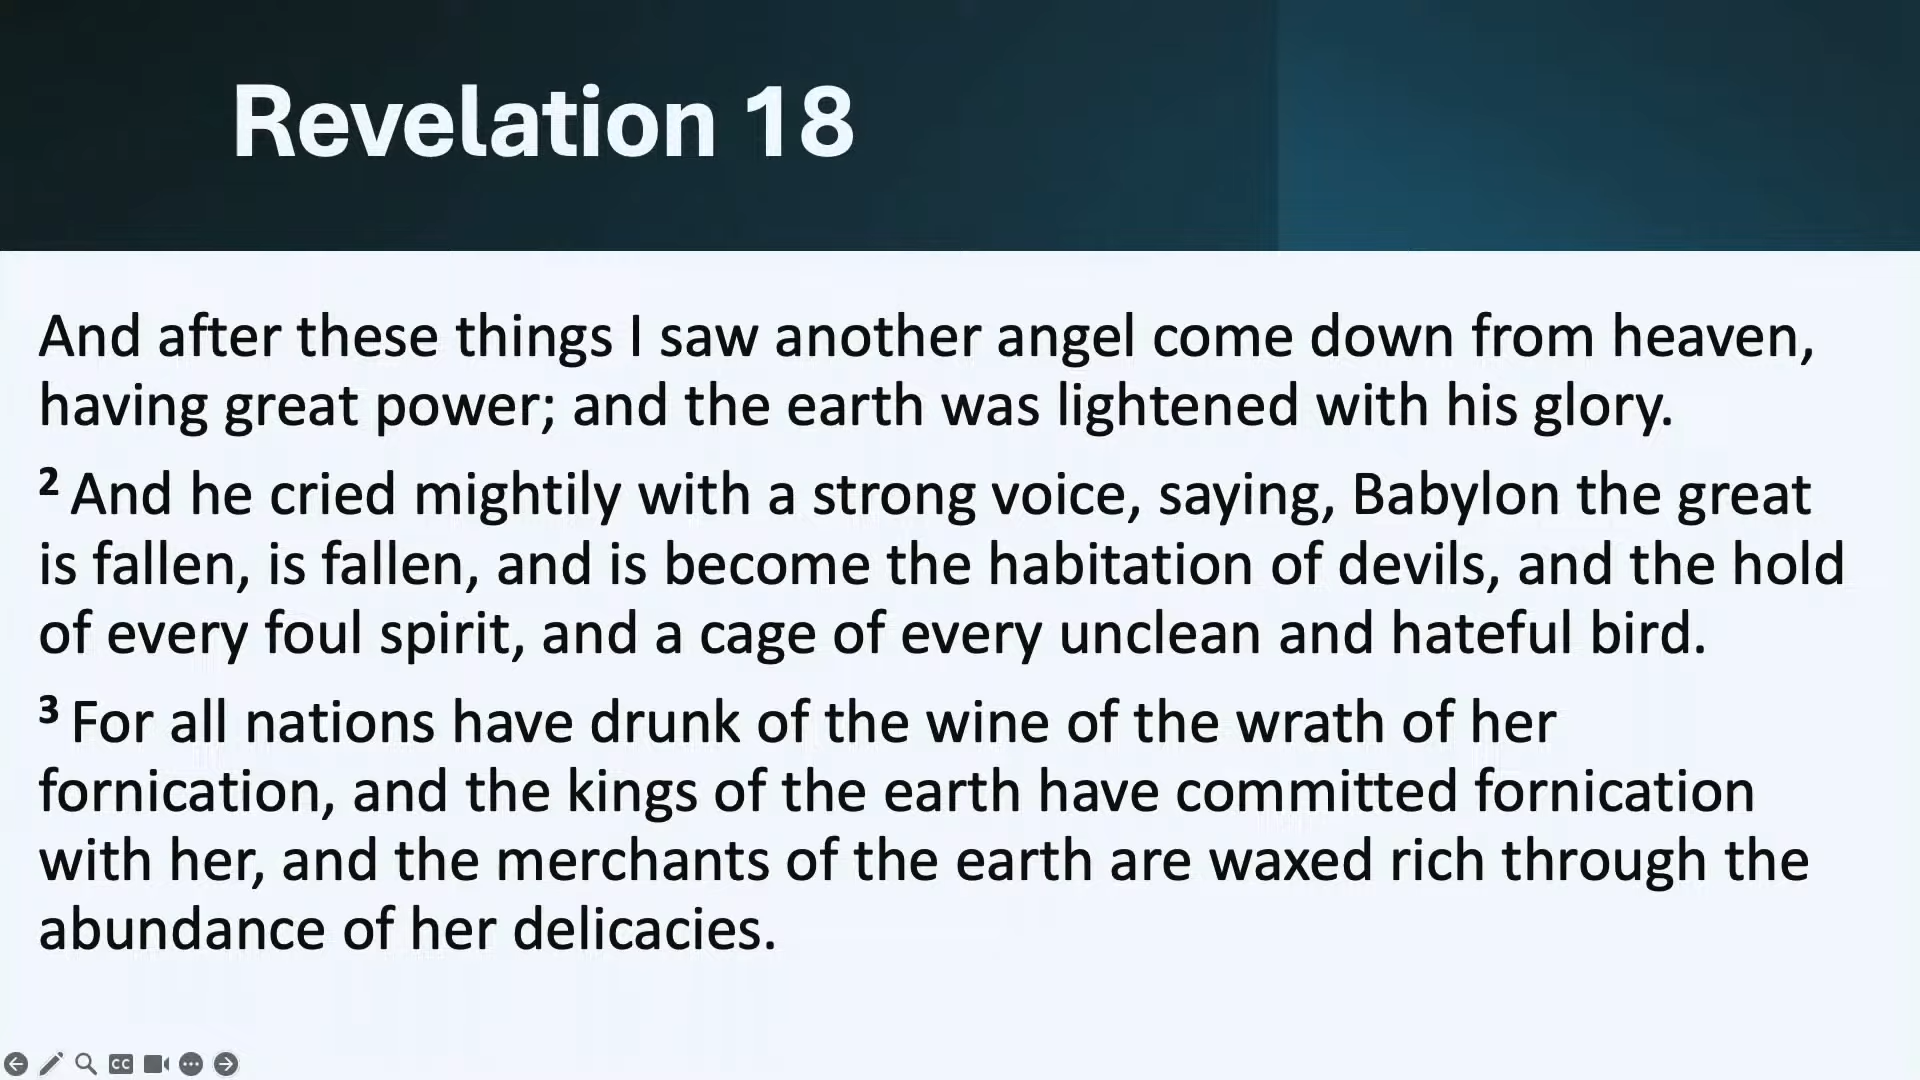 Revelation 18
And after these things I saw another angel come down from heaven,
having great power; and the earth was lightened with his glory.
2 And he cried mightily with a strong voice, saying, Babylon the great
is fallen, is fallen, and is become the habitation of devils, and the hold
of every foul spirit, and a cage of every unclean and hateful bird.
3 For all nations have drunk of the wine of the wrath of her
fornication, and the kings of the earth have committed fornication
with her, and the merchants of the earth are waxed rich through the
abundance of her delicacies.
CC